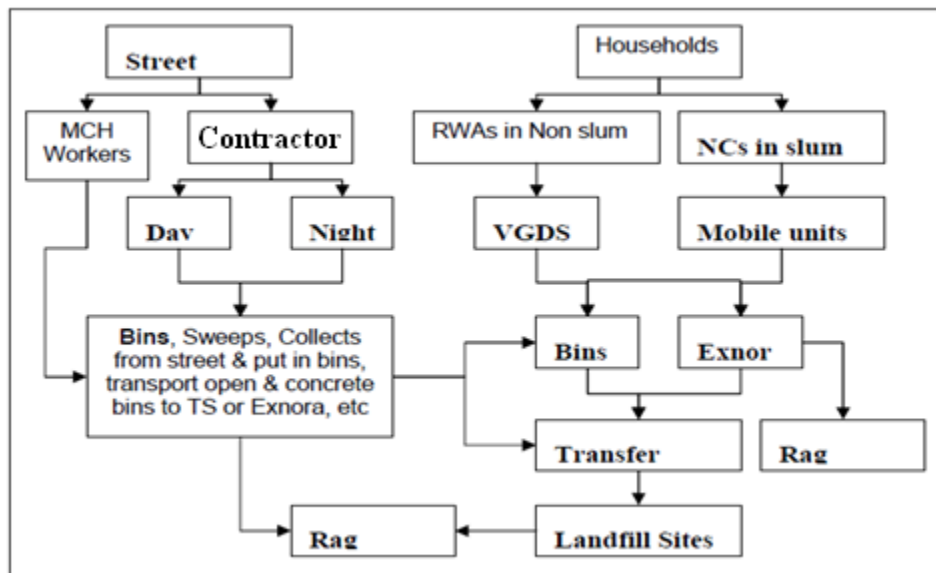 Street
Households
MCH
Workers
Contractor
RWAs in Non slum
NCs in slum
Day
Night
VGDS
Mobile units
Bins, Sweeps, Collects
from street & put in bins,
transport open & concrete
bins to TS or Exnora, etc
Bins
Exnor
Transfer
Rag
Rag
Landfill Sites